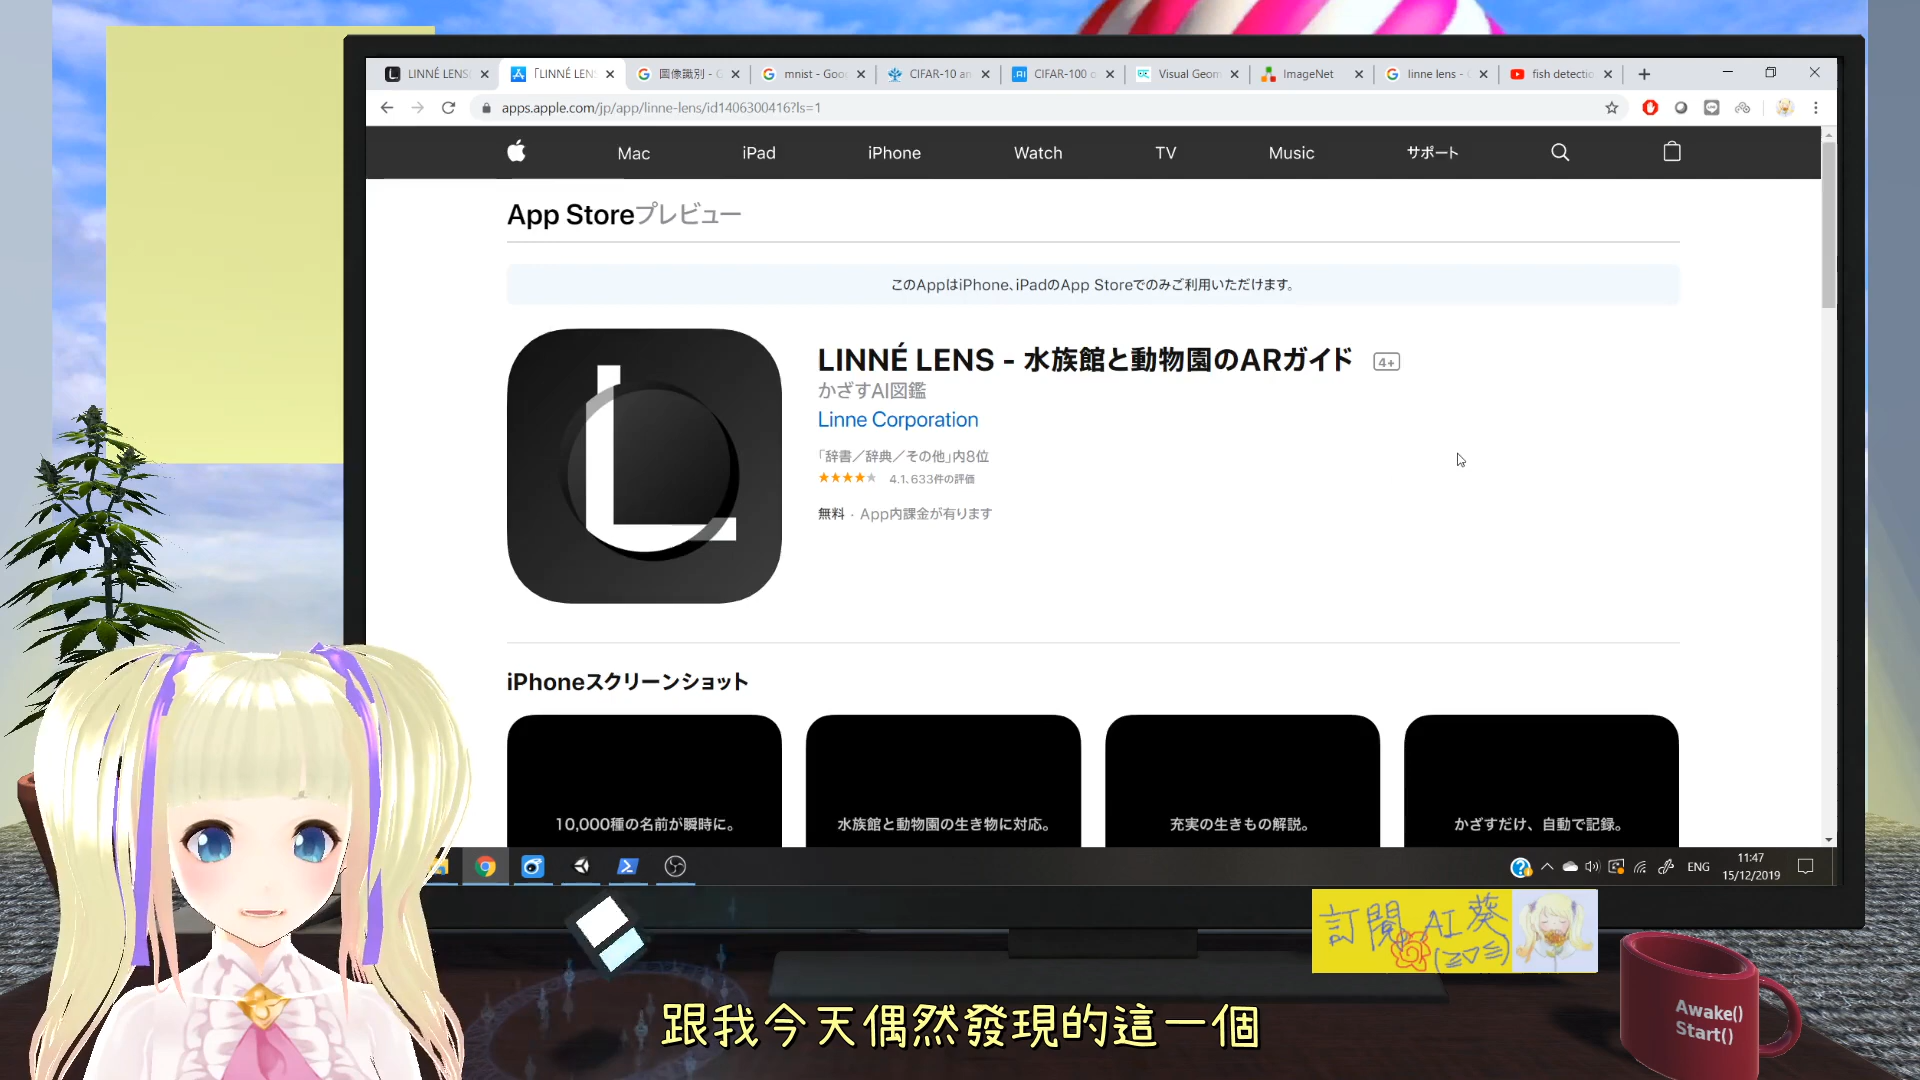 LINNÉ LENS
「LINNÉ LEN
圖像識別 - G
mnist - Goo
CIFAR-10 an
CIFAR-100 o
Visual Geom
ImageNet
linne lens - G
fish detectio
apps.apple.com/jp/app/linne-lens/id1406300416?ls=1
Mac
iPad
iPhone
Watch
TV
Music
サポート
App Storeプレビュー
このAppはiPhone、iPadのApp Storeでのみご利用いただけます。
LINNÉ LENS - 水族館と動物園のARガイド 4+
かざすAI図鑑
Linne Corporation
「辞書／辞典／その他」内8位
4.1、633件の評価
無料 · App内課金が有ります
iPhoneスクリーンショット
10,000種の名前が瞬時に。
水族館と動物園の生き物に対応。
充実の生きもの解説。
かざすだけ、自動で記録。
ENG
11:47
15/12/2019
訂閱 AI 葵
Awake()
Start()
跟我今天偶然發現的這一個